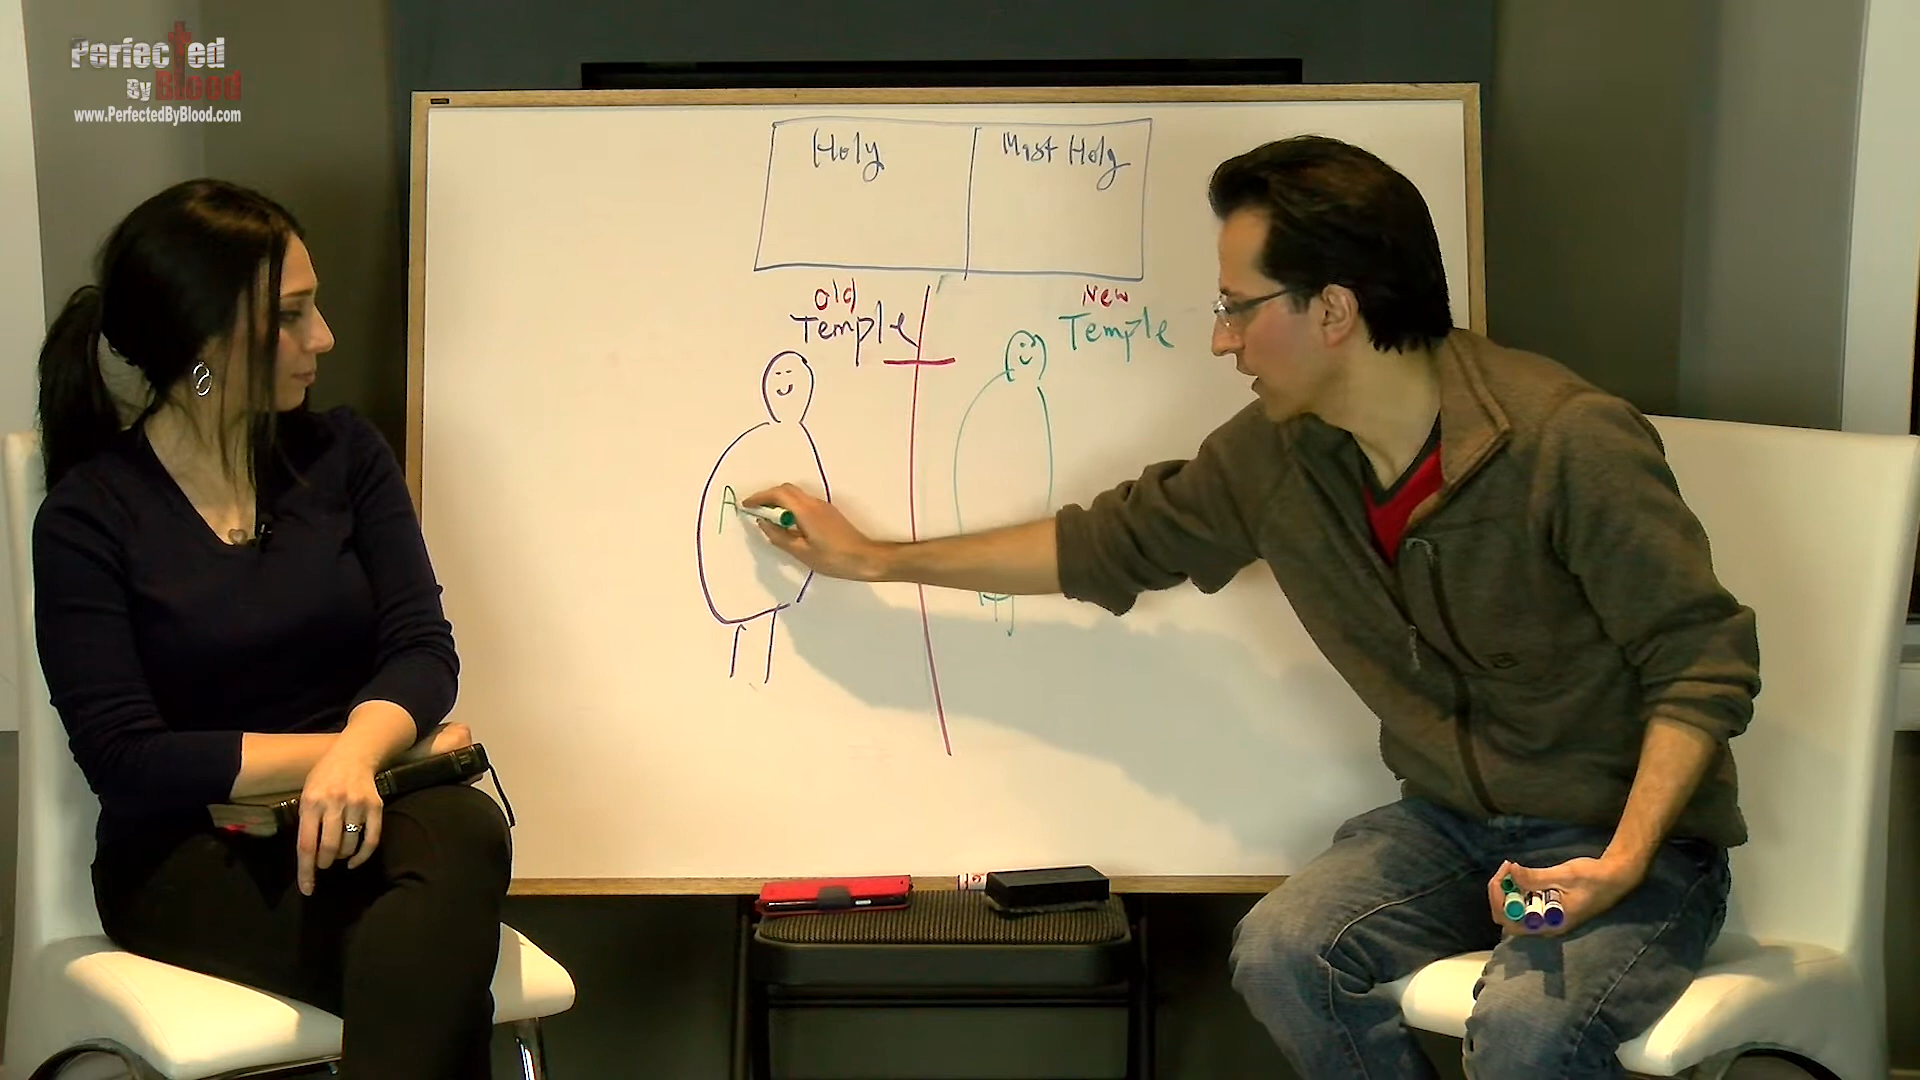 Perfected
By Blood
www.PerfectedByBlood.com
Holy
Most Holy
Old
Temple
New
Temple
A